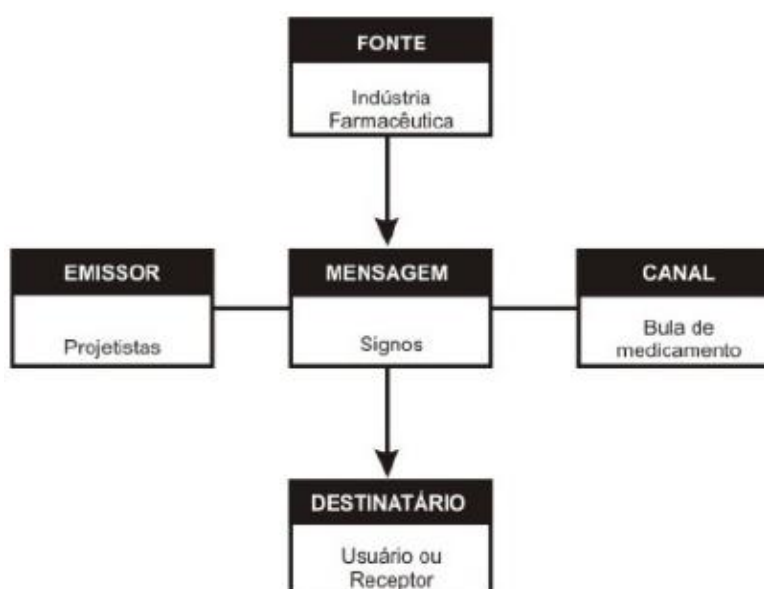 FONTE
Indústria
Farmacêutica
EMISSOR
Projetistas
MENSAGEM
Signos
CANAL
Bula de
medicamento
DESTINATÁRIO
Usuário ou
Receptor